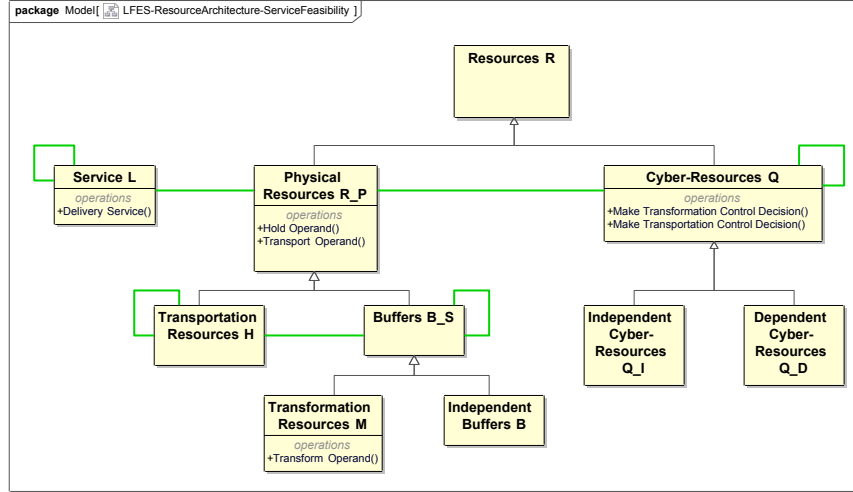 package Model[ LFES-ResourceArchitecture-ServiceFeasibility ]
Resources R
Service L
operations
+Delivery Service()
Physical
Resources R_P
operations
+Hold Operand()
+Transport Operand()
Cyber-Resources Q
operations
+Make Transformation Control Decision()
+Make Transportation Control Decision()
Transportation
Resources H
Buffers B_S
Independent
Cyber-
Resources
Q_I
Dependent
Cyber-
Resources
Q_D
Transformation
Resources M
operations
+Transform Operand()
Independent
Buffers B